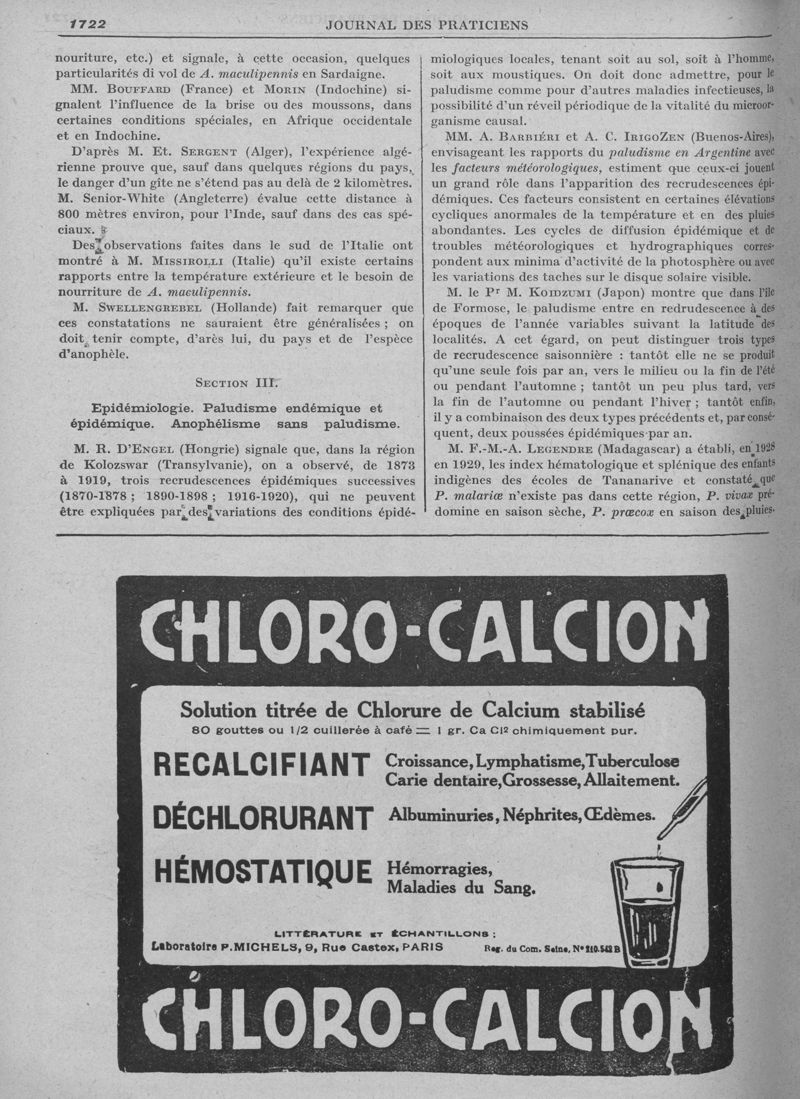 1722
JOURNAL DES PRATICIENS
nouriture, etc.) et signale, à cette occasion, quelques
particularités di vol de A. maculipennis en Sardaigne.
MM. Bouffard (France) et Morin (Indochine) si-
gnalent l'influence de la brise ou des moussons, dans
certaines conditions spéciales, en Afrique occidentale
et en Indochine.
D'après M. Et. Sergent (Alger), l'expérience algé-
rienne prouve que, sauf dans quelques régions du pays,
le danger d'un gîte ne s'étend pas au delà de 2 kilomètres.
M. Senior-White (Angleterre) évalue cette distance à
800 mètres environ, pour l'Inde, sauf dans des cas spé-
ciaux.
Des observations faites dans le sud de l'Italie ont
montré à M. Missirolli (Italie) qu'il existe certains
rapports entre la température extérieure et le besoin de
nourriture de A. maculipennis.
M. Swellengrebel (Hollande) fait remarquer que
ces constatations ne sauraient être généralisées ; on
doit tenir compte, d'arès lui, du pays et de l'espèce
d'anophèle.
Section III.
Epidémiologie. Paludisme endémique et
épidémique. Anophélisme sans paludisme.
M. R. D'Engel (Hongrie) signale que, dans la région
de Kolozswar (Transylvanie), on a observé, de 1873
à 1919, trois recrudescences épidémiques successives
(1870-1878 ; 1890-1898 ; 1916-1920), qui ne peuvent
être expliquées par des variations des conditions épidé-
miologiques locales, tenant soit au sol, soit à l'homme,
soit aux moustiques. On doit donc admettre, pour le
paludisme comme pour d'autres maladies infectieuses, la
possibilité d'un réveil périodique de la vitalité du microor-
ganisme causal.
MM. A. Barbiéri et A. C. IrigoZen (Buenos-Aires),
envisageant les rapports du paludisme en Argentine avec
les facteurs météorologiques, estiment que ceux-ci jouent
un grand rôle dans l'apparition des recrudescences épi-
démiques. Ces facteurs consistent en certaines élévations
cycliques anormales de la température et en des pluies
abondantes. Les cycles de diffusion épidémique et de
troubles météorologiques et hydrographiques corres-
pondent aux minima d'activité de la photosphère ou avec
les variations des taches sur le disque solaire visible.
M. le Pr M. Koidzumi (Japon) montre que dans l'île
de Formose, le paludisme entre en redrudescence à des
époques de l'année variables suivant la latitude des
localités. A cet égard, on peut distinguer trois types
de recrudescence saisonnière : tantôt elle ne se produit
qu'une seule fois par an, vers le milieu ou la fin de l'été
ou pendant l'automne ; tantôt un peu plus tard, vers
la fin de l'automne ou pendant l'hiver ; tantôt enfin,
il y a combinaison des deux types précédents et, par consé-
quent, deux poussées épidémiques par an.
M. F.-M.-A. Legendre (Madagascar) a établi, en 1928
en 1929, les index hématologique et splénique des enfants
indigènes des écoles de Tananarive et constaté que
P. malariæ n'existe pas dans cette région, P. vivax pré-
domine en saison sèche, P. præcox en saison des pluies.
CHLORO-CALCION
Solution titrée de Chlorure de Calcium stabilisé
80 gouttes ou 1/2 cuillerée à café = 1 gr. Ca Cl2 chimiquement pur.
RECALCIFIANT Croissance, Lymphatisme, Tuberculose
Carie dentaire, Grossesse, Allaitement.
DÉCHLORURANT Albuminuries, Néphrites, Œdèmes.
HÉMOSTATIQUE Hémorragies,
Maladies du Sang.
LITTÉRATURE ET ÉCHANTILLONS :
Laboratoire P. MICHELS, 9, Rue Castex, PARIS Reg. du Com. Seine, N° 210.542 B
CHLORO-CALCION